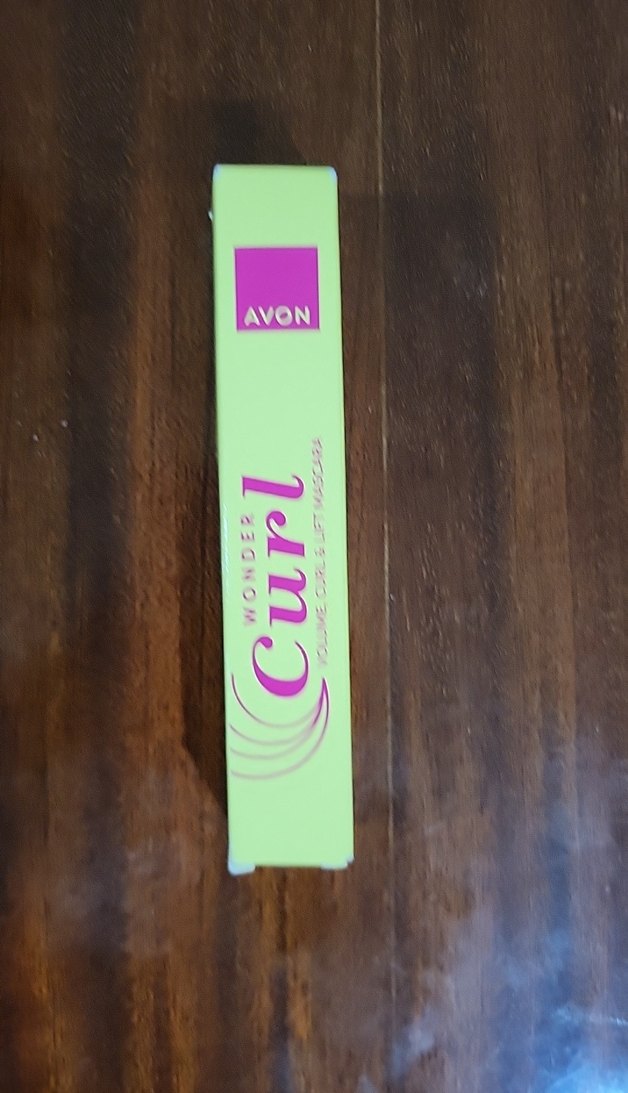 AVON
WONDER
Curl
VOLUME CURL & LIFT MASCARA